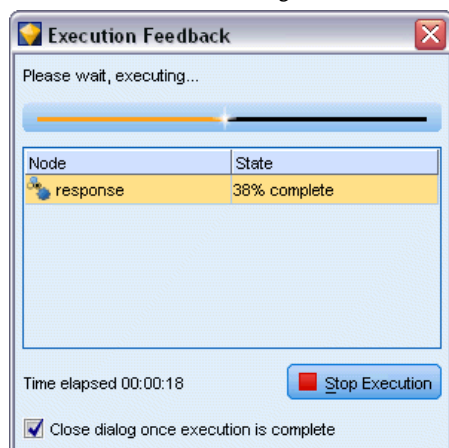 Execution Feedback
Please wait, executing...
Node State
response 38% complete
Time elapsed 00:00:18 Stop Execution
Close dialog once execution is complete